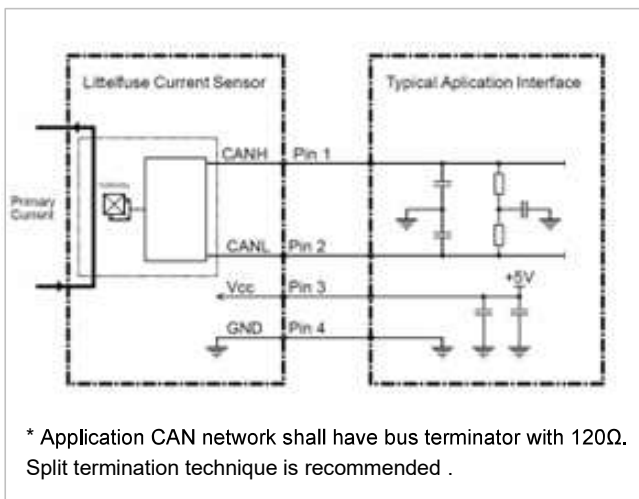 Littelfuse Current Sensor
Typical Aplication Interface
CANH Pin 1
Primary
Current
CANL Pin 2
+5V
Vcc Pin 3
GND Pin 4
* Application CAN network shall have bus terminator with 120Ω.
Split termination technique is recommended .